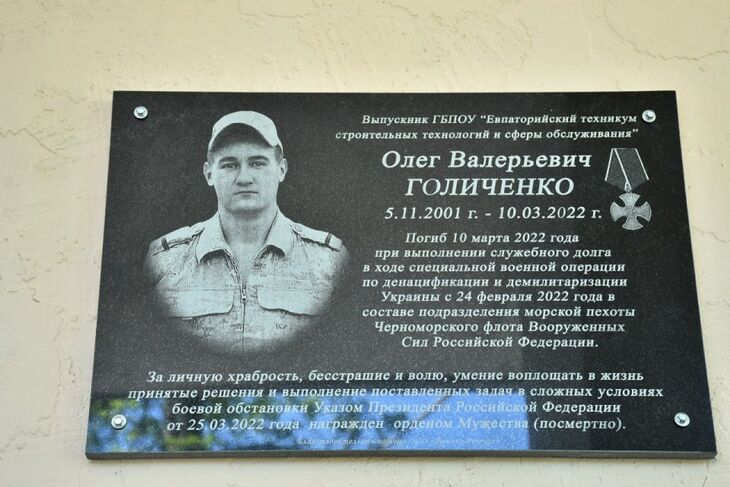 Выпускник ГБПОУ "Евпаторийский техникум
строительных технологий и сферы обслуживания"
Олег Валерьевич
ГОЛИЧЕНКО
5.11.2001 г. - 10.03.2022 г.
Погиб 10 марта 2022 года
при выполнении служебного долга
в ходе специальной военной операции
по денацификации и демилитаризации
Украины с 24 февраля 2022 года в
составе подразделения морской пехоты
Черноморского флота Вооруженных
Сил Российской Федерации.
За личную храбрость, бесстрашие и волю, умение воплощать в жизнь
принятые решения и выполнение поставленных задач в сложных условиях
боевой обстановки Указом Президента Российской Федерации
от 25.03.2022 года награжден орденом Мужества (посмертно).